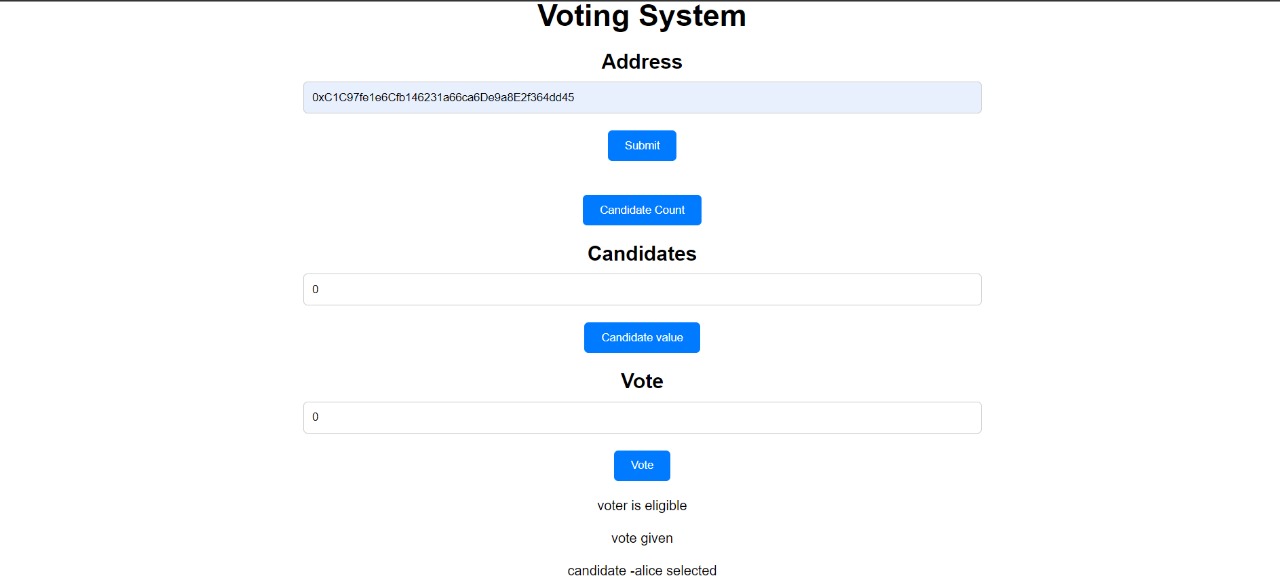 Voting System
Address
0xC1C97fe1e6Cfb146231a66ca6De9a8E2f364dd45
Submit
Candidate Count
Candidates
0
Candidate value
Vote
0
Vote
voter is eligible
vote given
candidate -alice selected